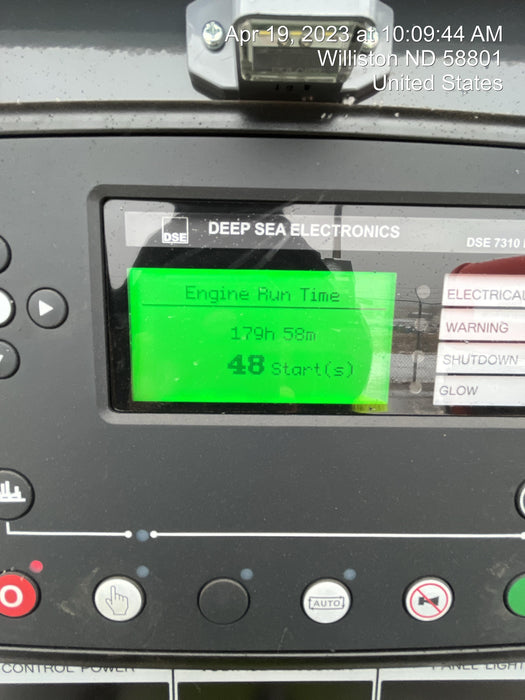 Apr 19, 2023 at 10:09:44 AM
Williston ND 58801
United States
DSE DEEP SEA ELECTRONICS
DSE 7310
Engine Run Time
179h 58m
48 Start(s)
ELECTRICAL
WARNING
SHUTDOWN
GLOW
AUTO
CONTROL POWER
PANEL LIGHT